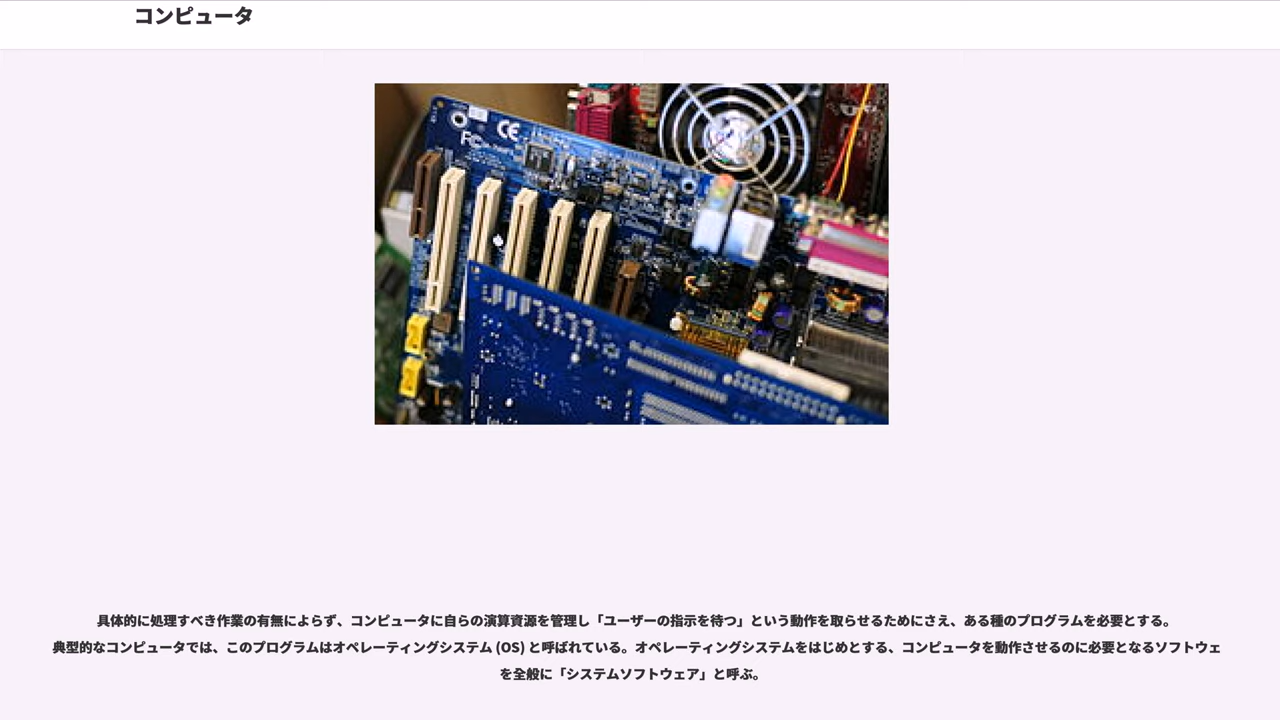 コンピュータ
具体的に処理すべき作業の有無によらず、コンピュータに自らの演算資源を管理し「ユーザーの指示を待つ」という動作を取らせるためにさえ、ある種のプログラムを必要とする。
典型的なコンピュータでは、このプログラムはオペレーティングシステム (OS) と呼ばれている。オペレーティングシステムをはじめとする、コンピュータを動作させるのに必要となるソフトウェ
を全般に「システムソフトウェア」と呼ぶ。